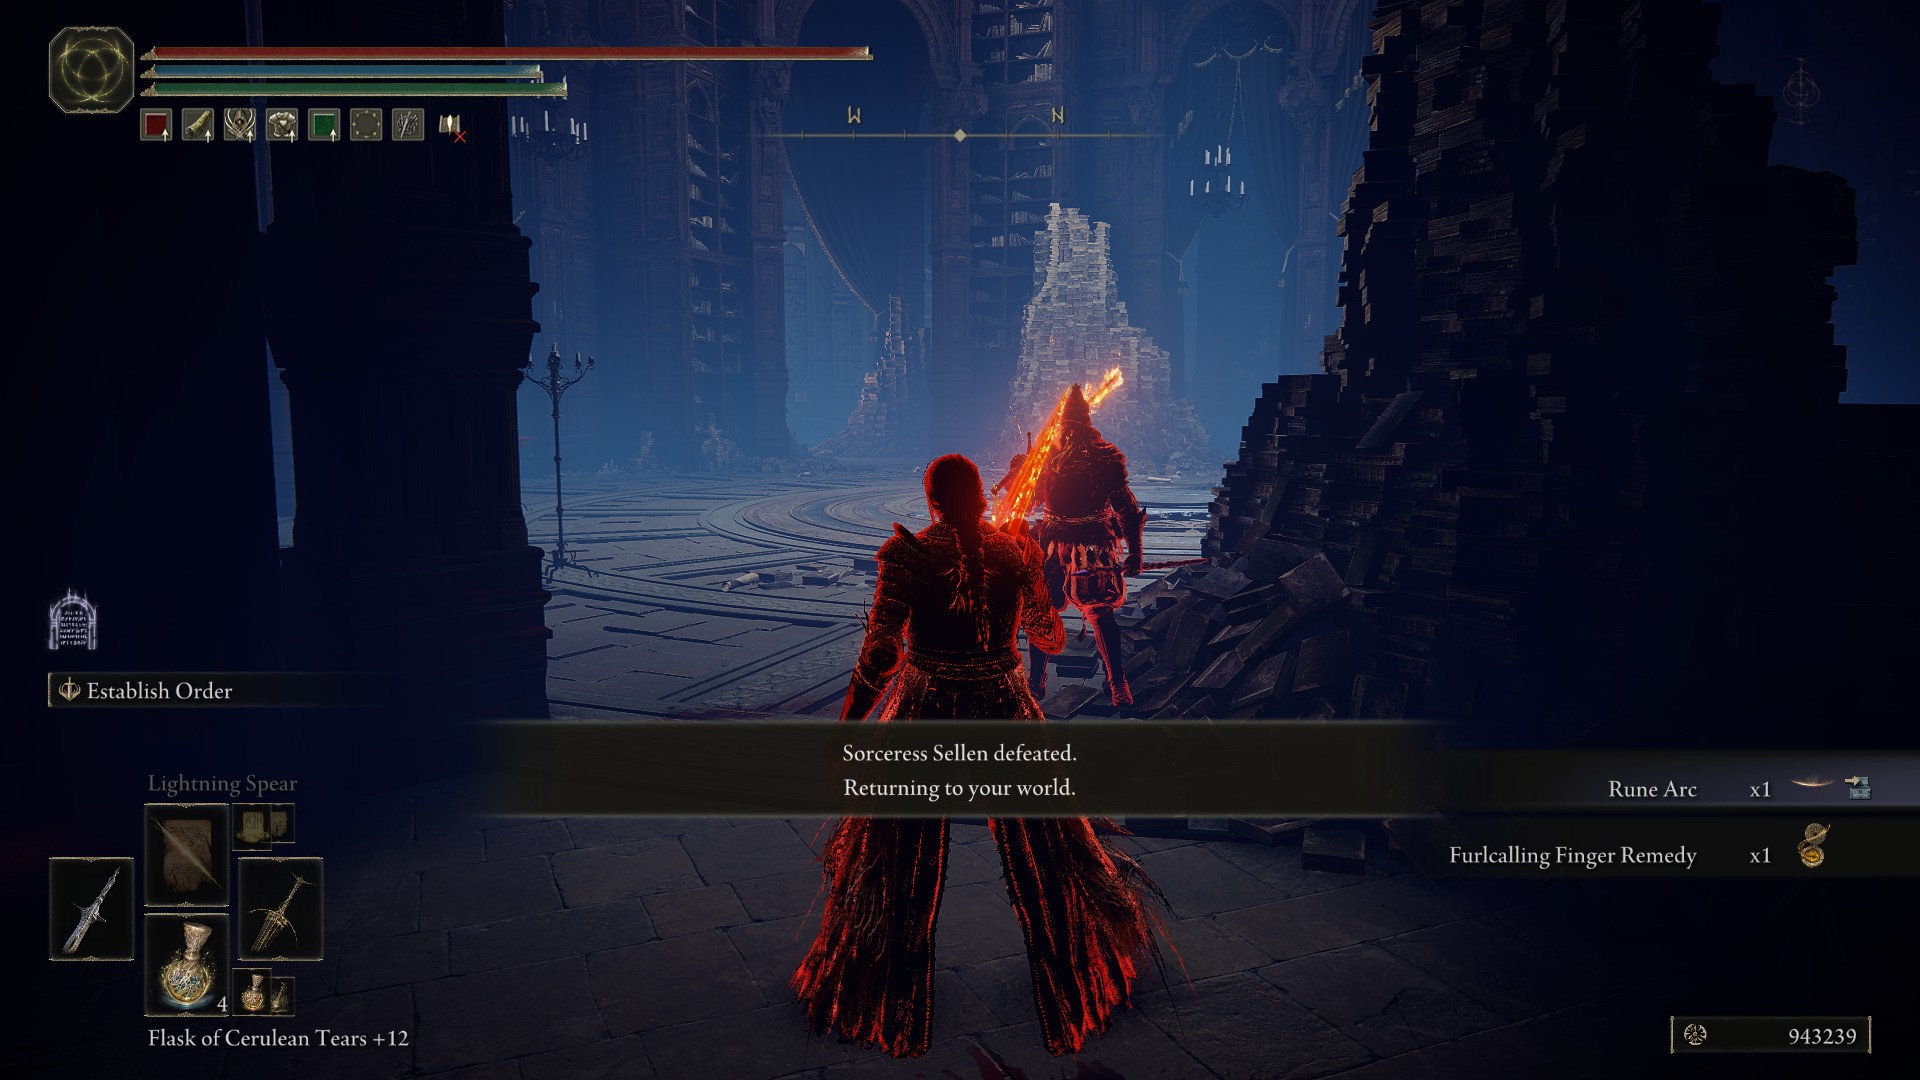 W N
Establish Order
Sorceress Sellen defeated.
Returning to your world.
Lightning Spear
Rune Arc x1
Furlcalling Finger Remedy x1
4
Flask of Cerulean Tears +12
943239